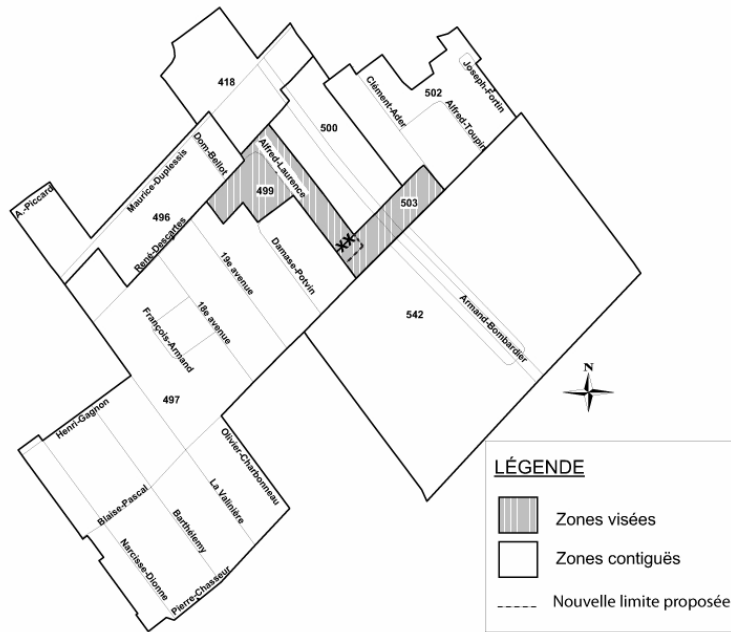 418
502
Joseph-Fortin
Clément-Ader
Alfred-Toupin
500
Dom-Bellot
Alfred-Laurence
Maurice-Duplessis
499
503
A.-Piccard
496
René-Descartes
19e avenue
Damase-Potvin
18e avenue
François-Armand
542
Armand-Bombardier
N
497
Henri-Gagnon
Olivier-Charbonneau
La Valinière
Blaise-Pascal
Barthélemy
Narcisse-Dionne
Pierre-Chasseur
LÉGENDE
Zones visées
Zones contiguës
Nouvelle limite proposée